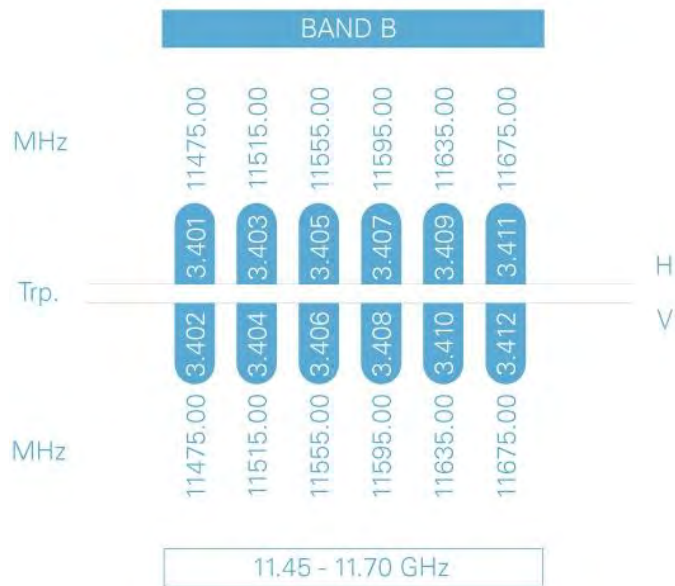 BAND B
MHz 11475.00 11515.00 11555.00 11595.00 11635.00 11675.00
3.401 3.403 3.405 3.407 3.409 3.411 H
Trp.
3.402 3.404 3.406 3.408 3.410 3.412 V
MHz 11475.00 11515.00 11555.00 11595.00 11635.00 11675.00
11.45 - 11.70 GHz